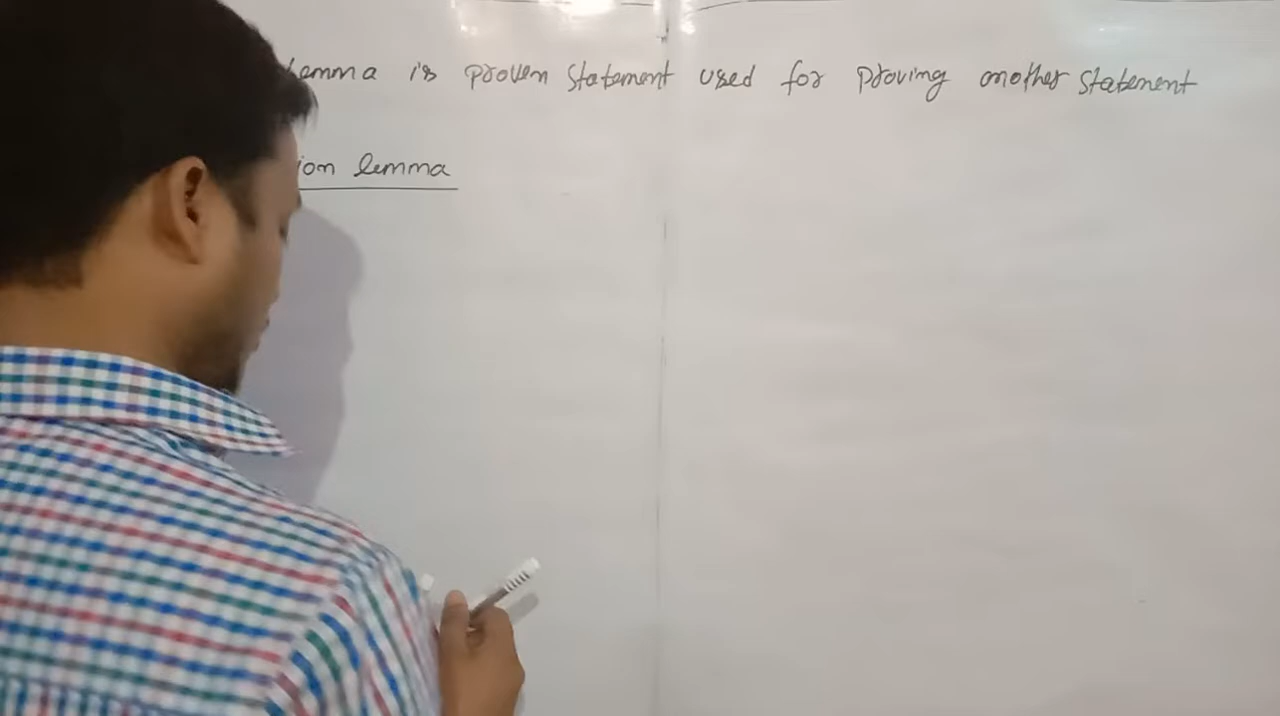 Lemma is proven statement used for proving another statement
ion lemma